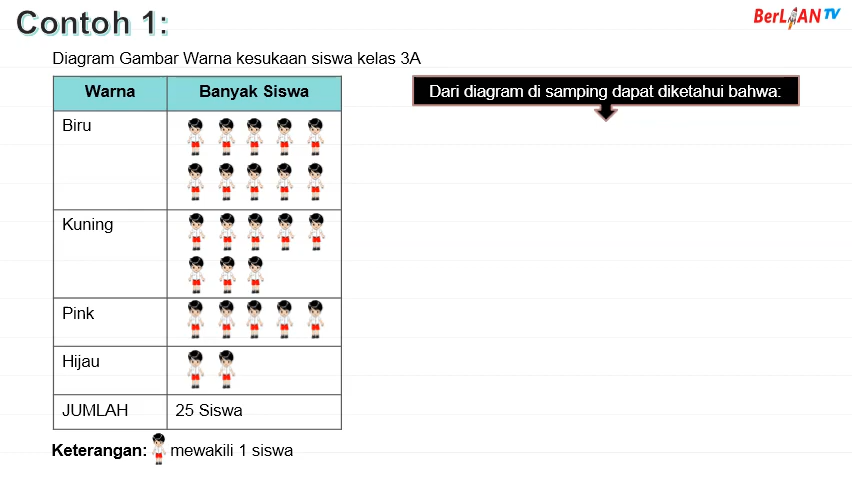 Contoh 1:
BerLIAN TV
Diagram Gambar Warna kesukaan siswa kelas 3A
Warna Banyak Siswa
Biru
Kuning
Pink
Hijau
JUMLAH 25 Siswa
Keterangan: mewakili 1 siswa
Dari diagram di samping dapat diketahui bahwa: